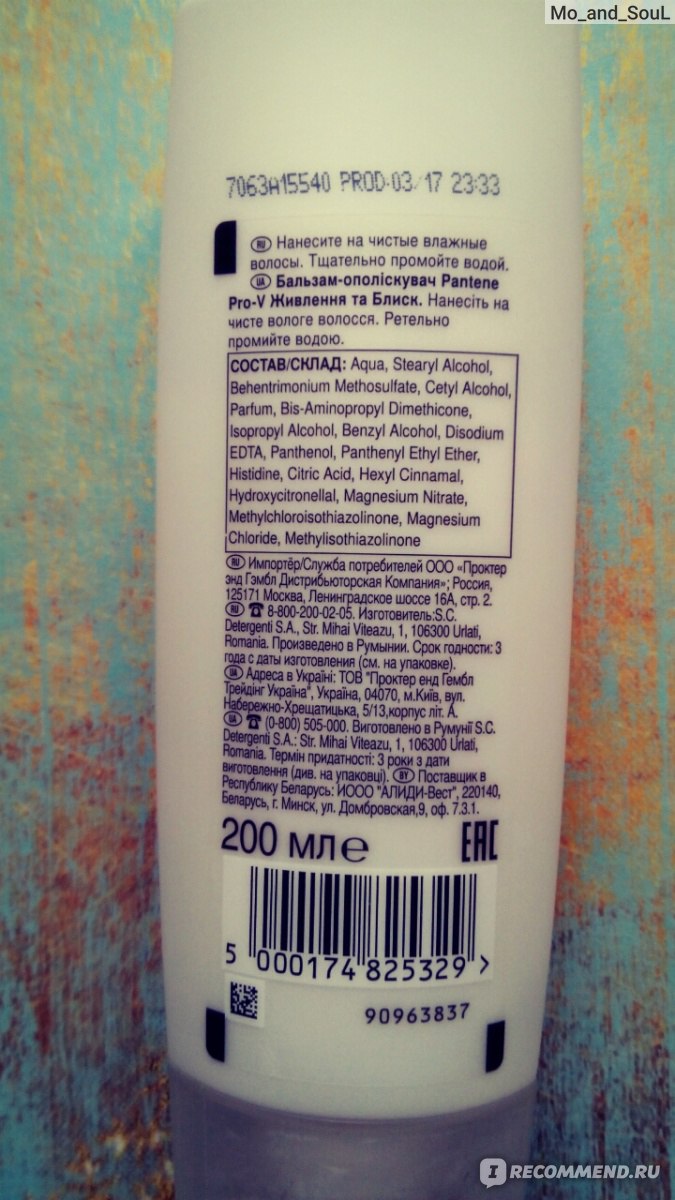 Mo_and_SouL
7063A15540 PROD-03/17 23:33
RU Нанесите на чистые влажные
волосы. Тщательно промойте водой.
UA Бальзам-ополіскувач Pantene
Pro-V Живлення та Блиск. Нанесіть на
чисте вологе волосся. Ретельно
промийте водою.
СОСТАВ/СКЛАД: Aqua, Stearyl Alcohol,
Behentrimonium Methosulfate, Cetyl Alcohol,
Parfum, Bis-Aminopropyl Dimethicone,
Isopropyl Alcohol, Benzyl Alcohol, Disodium
EDTA, Panthenol, Panthenyl Ethyl Ether,
Histidine, Citric Acid, Hexyl Cinnamal,
Hydroxycitronellal, Magnesium Nitrate,
Methylchloroisothiazolinone, Magnesium
Chloride, Methylisothiazolinone
RU Импортёр/Служба потребителей ООО «Проктер
энд Гэмбл Дистрибьюторская Компания»; Россия,
125171 Москва, Ленинградское шоссе 16А, стр. 2.
RU ☎ 8-800-200-02-05. Изготовитель:S.C.
Detergenti S.A., Str. Mihai Viteazu, 1, 106300 Urlati,
Romania. Произведено в Румынии. Срок годности: 3
года с даты изготовления (см. на упаковке).
UA Адреса в Україні: ТОВ "Проктер енд Гембл
Трейдінг Україна", Україна, 04070, м.Київ, вул.
Набережно-Хрещатицька, 5/13,корпус літ. А.
UA ☎ (0-800) 505-000. Виготовлено в Румунії S.C.
Detergenti S.A.: Str. Mihai Viteazu, 1, 106300 Urlati,
Romania. Термін придатності: 3 роки з дати
виготовлення (див. на упаковці). BY Поставщик в
Республику Беларусь: ИООО "АЛИДИ-Вест", 220140,
Беларусь, г. Минск, ул. Домбровская,9, оф. 7.3.1.
200 мл e EAC
5 000174 825329 >
90963837
IRECOMMEND.RU